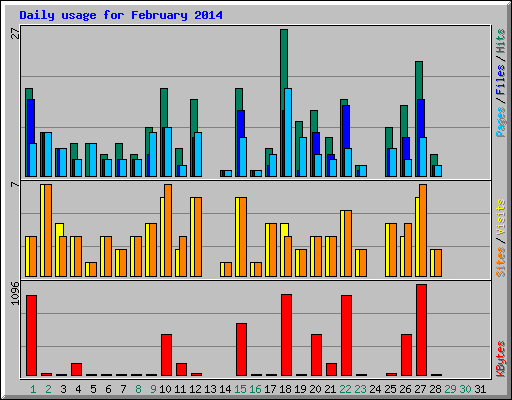 Daily usage for February 2014
27
Pages / Files / Hits
7
Sites / Visits
1096
KBytes
1 2 3 4 5 6 7 8 9 10 11 12 13 14 15 16 17 18 19 20 21 22 23 24 25 26 27 28 29 30 31